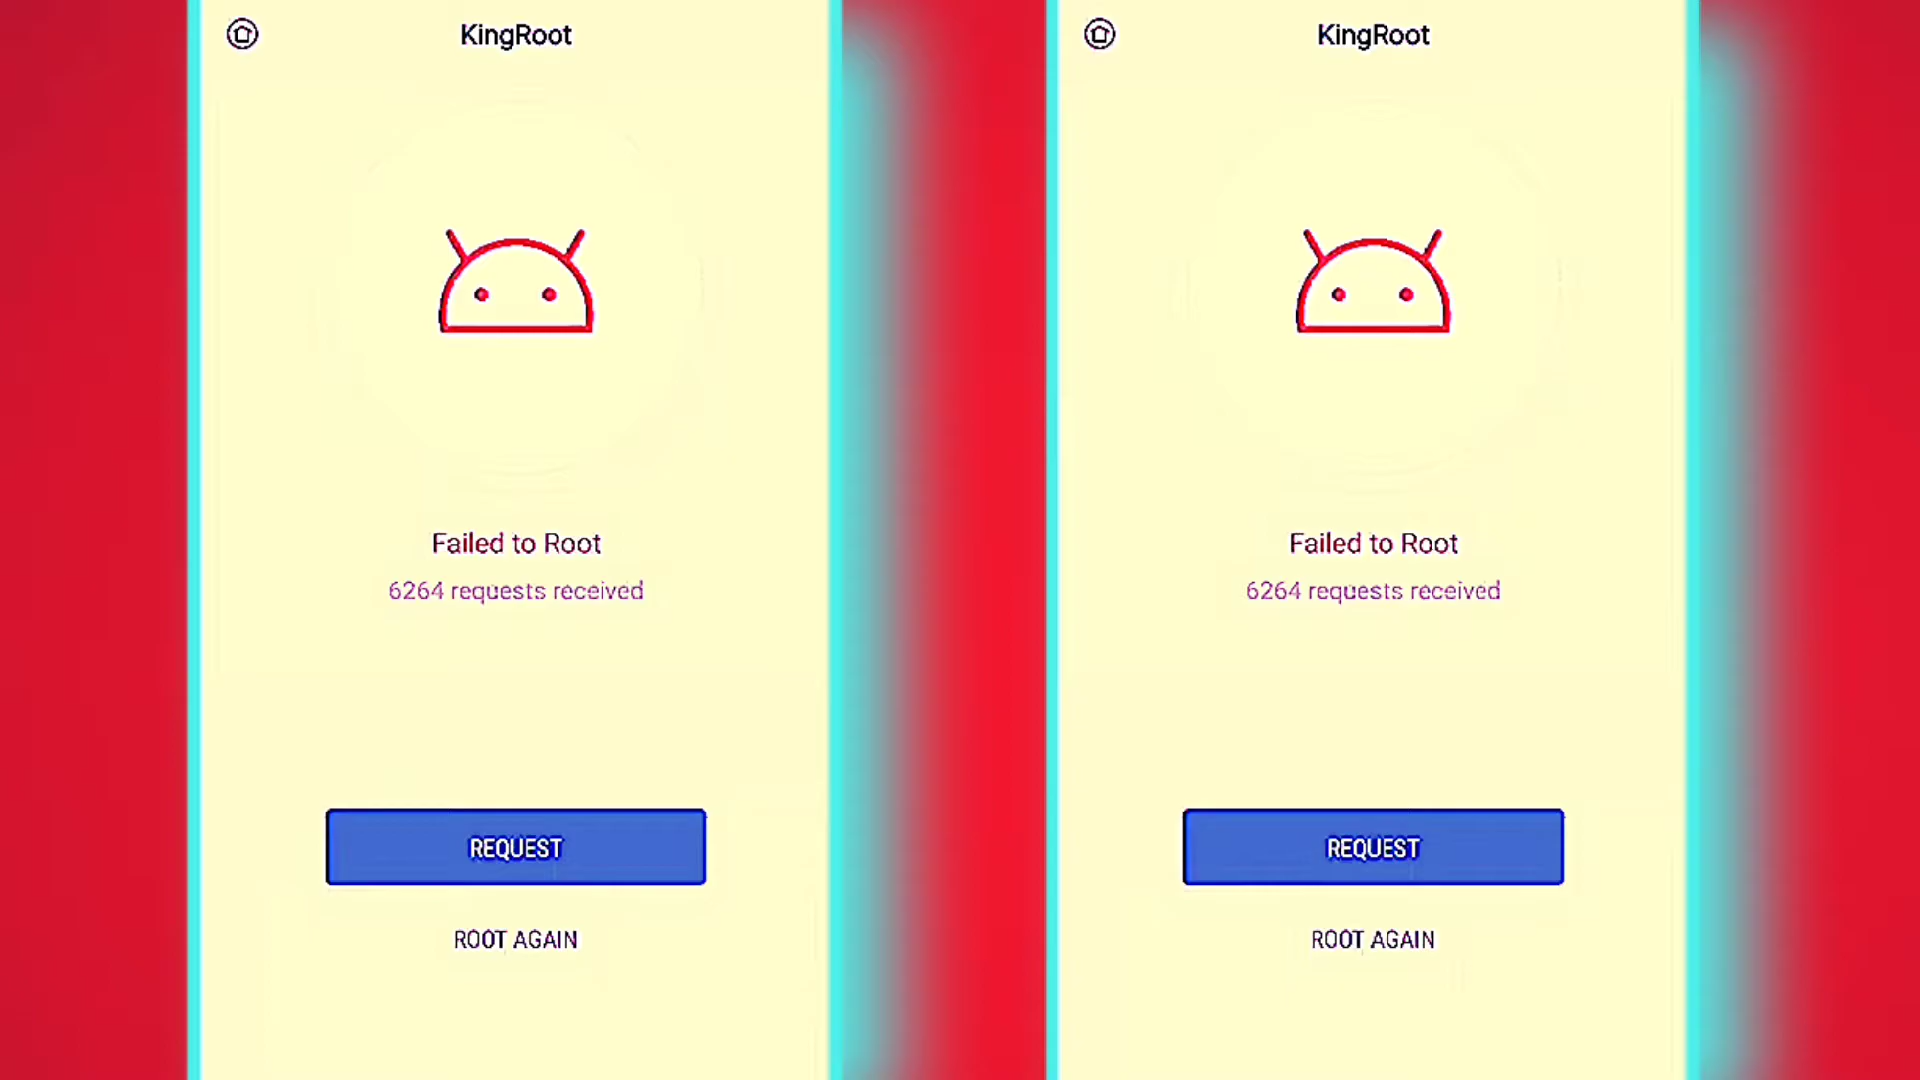 KingRoot
Failed to Root
6264 requests received
REQUEST
ROOT AGAIN
KingRoot
Failed to Root
6264 requests received
REQUEST
ROOT AGAIN